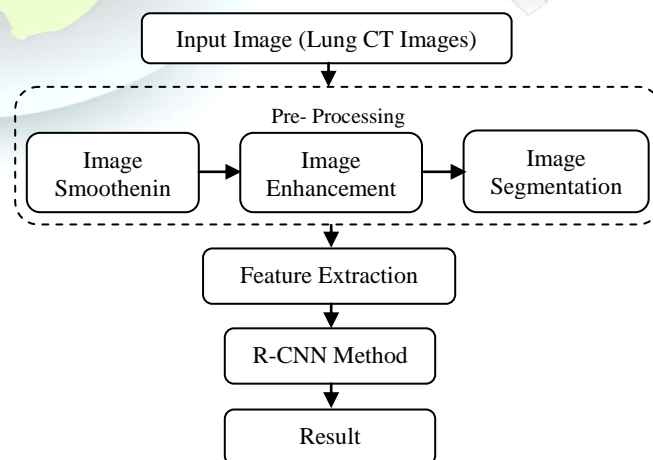 Input Image (Lung CT Images)
Pre- Processing
Image
Smoothenin
Image
Enhancement
Image
Segmentation
Feature Extraction
R-CNN Method
Result